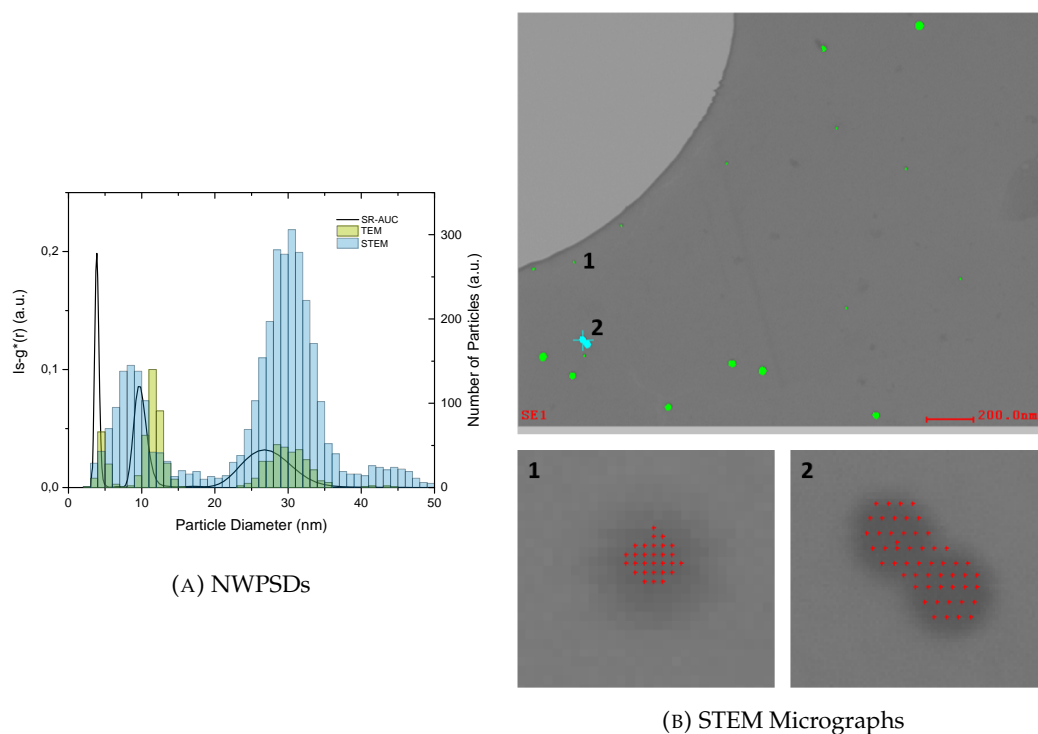 SR-AUC
TEM
STEM
0,2
0,1
0,0
300
200
100
0
0 10 20 30 40 50
Is-g*(r) (a.u.)
Number of Particles (a.u.)
Particle Diameter (nm)
(A) NWPSDs
1
2
SE1
200.0nm
1
2
(B) STEM Micrographs